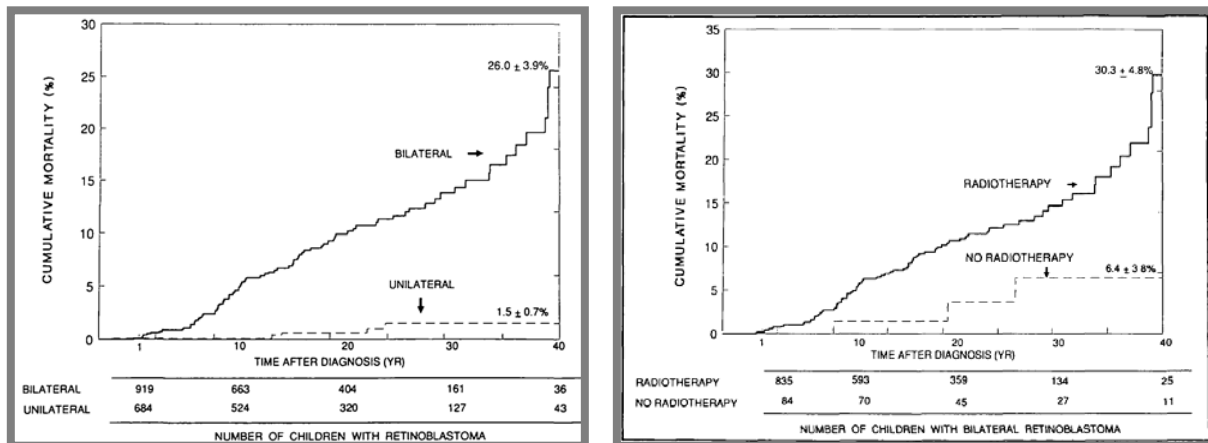 30
25
20
15
10
5
0
CUMULATIVE MORTALITY (%)
26.0 ± 3.9%
BILATERAL
UNILATERAL
1.5 ± 0.7%
1 10 20 30 40
TIME AFTER DIAGNOSIS (YR)
BILATERAL 919 663 404 161 36
UNILATERAL 684 524 320 127 43
NUMBER OF CHILDREN WITH RETINOBLASTOMA
35
30
25
20
15
10
5
0
CUMULATIVE MORTALITY (%)
30.3 ± 4.8%
RADIOTHERAPY
NO RADIOTHERAPY
6.4 ± 3 8%
1 10 20 30 40
TIME AFTER DIAGNOSIS (YR)
RADIOTHERAPY 835 593 359 134 25
NO RADIOTHERAPY 84 70 45 27 11
NUMBER OF CHILDREN WITH BILATERAL RETINOBLASTOMA